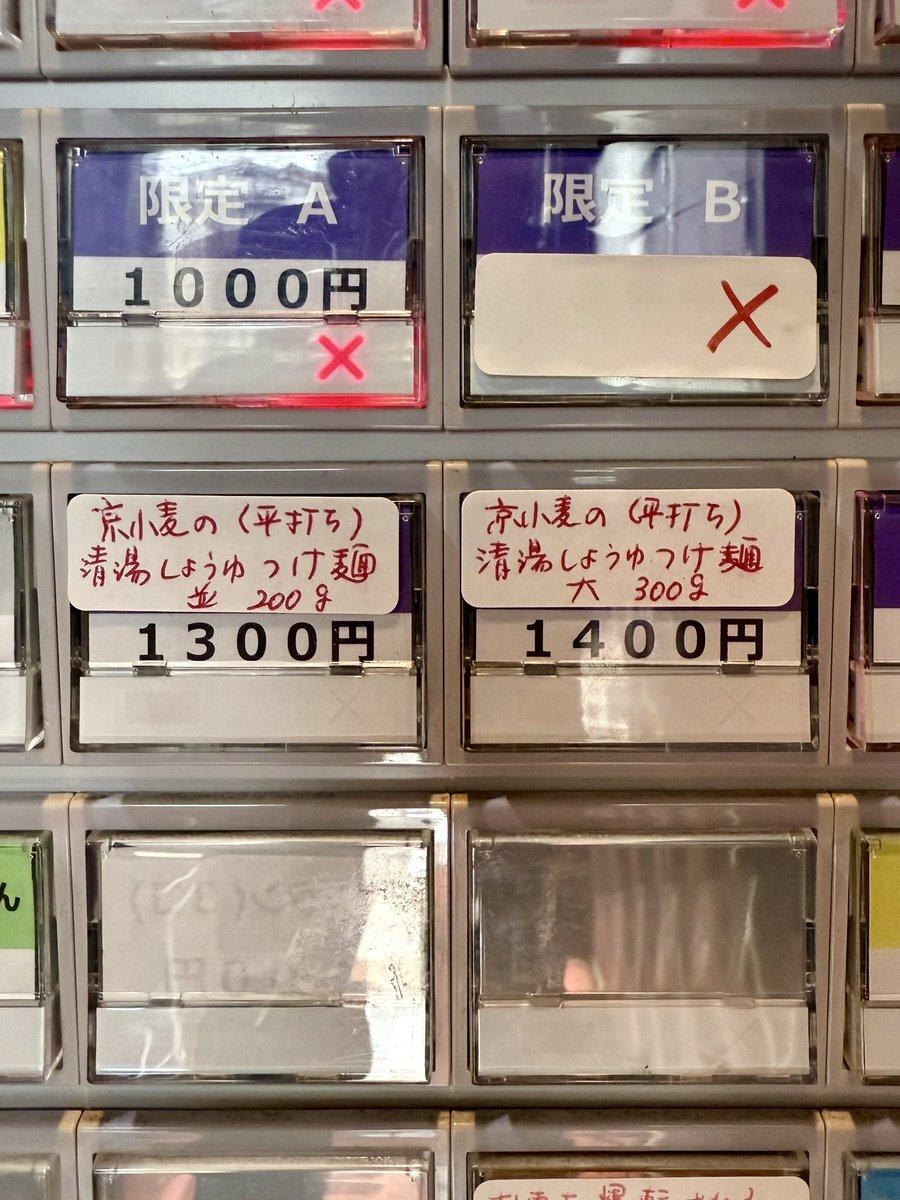 限定 A
1000円
×
限定 B
×
京小麦の(平打ち)
清湯しょうゆつけ麺
並 200g
1300円
京小麦の(平打ち)
清湯しょうゆつけ麺
大 300g
1400円
ん